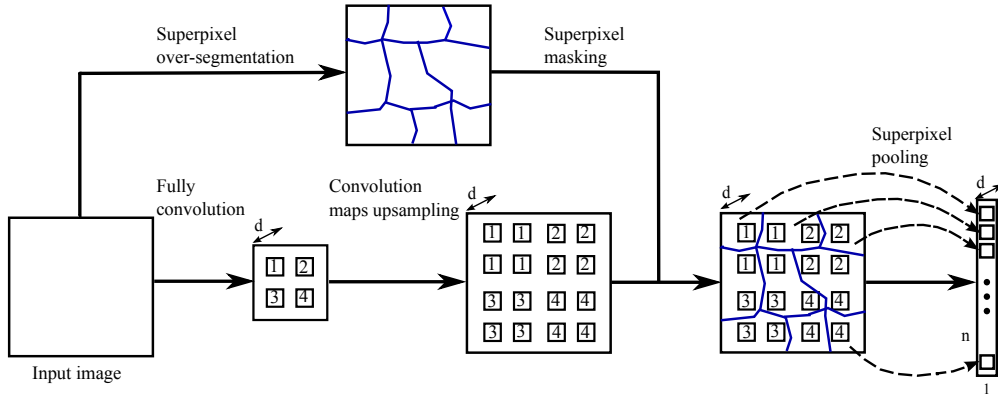 Superpixel
over-segmentation
Superpixel
masking
Superpixel
pooling
Fully
convolution
Convolution
maps upsampling
d
d
d
d
1 2
3 4
1 1 2 2
1 1 2 2
3 3 4 4
3 3 4 4
1 1 2 2
1 1 2 2
3 3 4 4
3 3 4 4
n
1
Input image